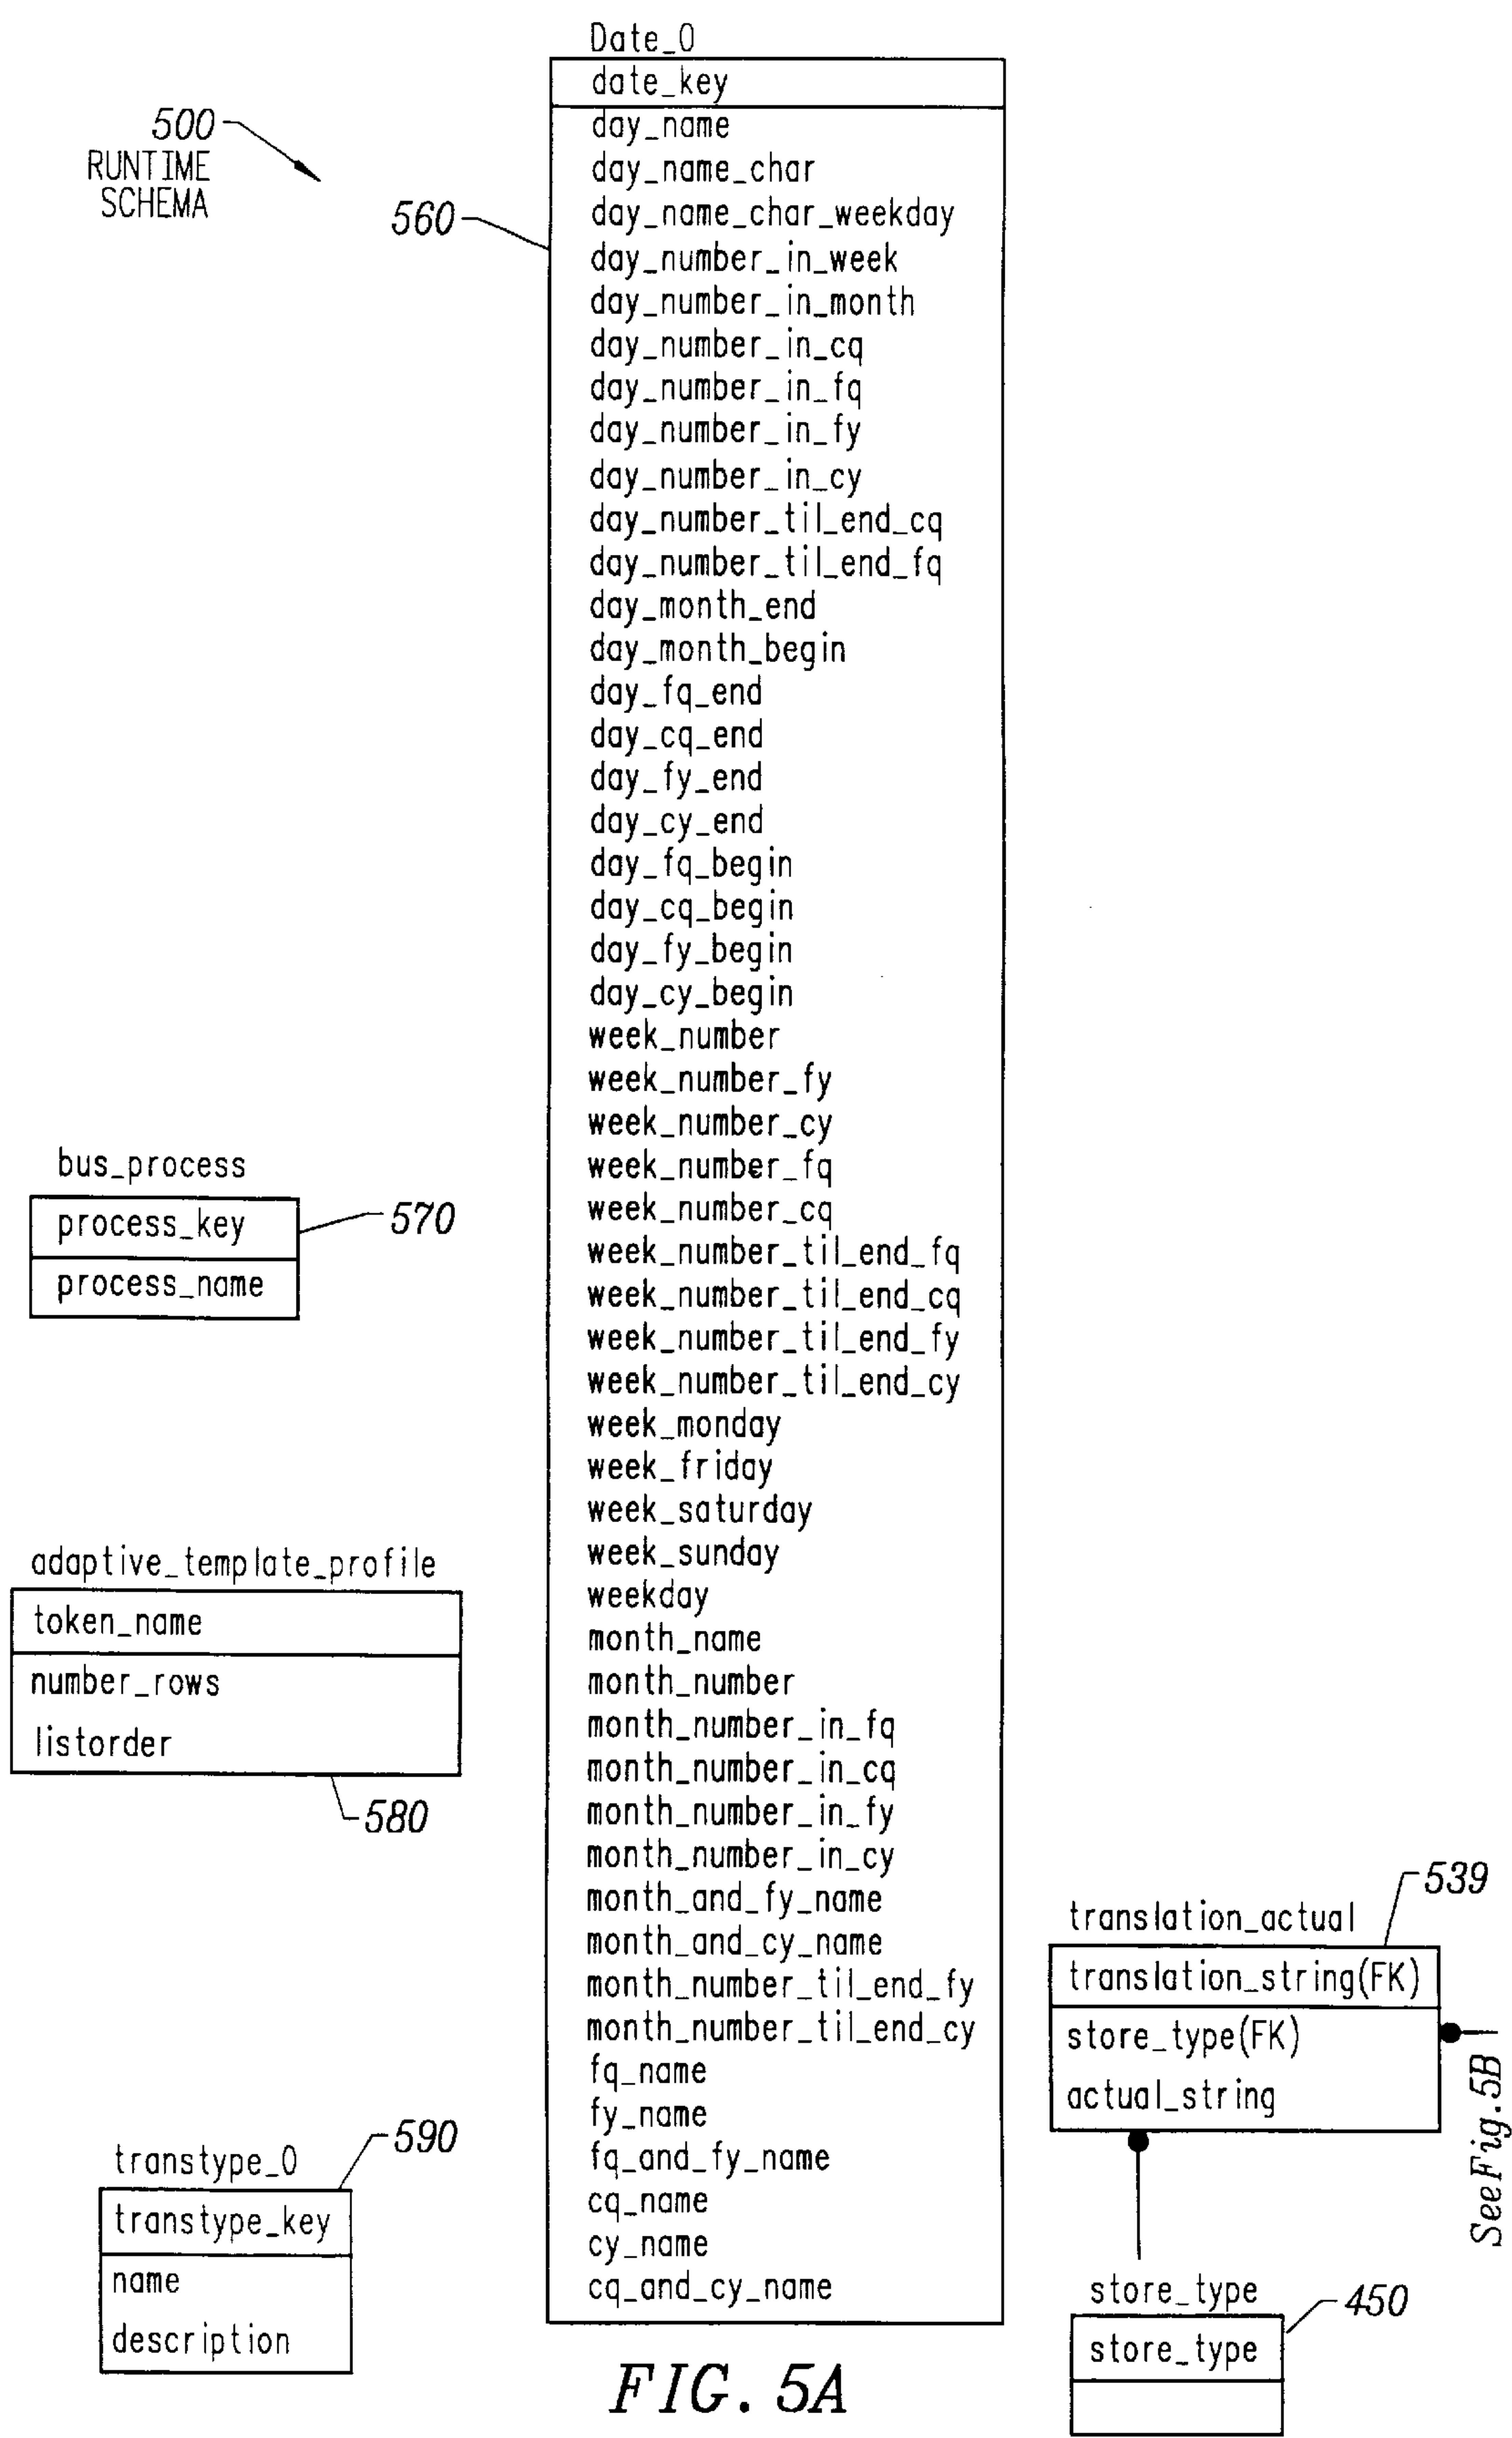 500
RUNTIME
SCHEMA
Date_0
560
date_key
day_name
day_name_char
day_name_char_weekday
day_number_in_week
day_number_in_month
day_number_in_cq
day_number_in_fq
day_number_in_fy
day_number_in_cy
day_number_til_end_cq
day_number_til_end_fq
day_month_end
day_month_begin
day_fq_end
day_cq_end
day_fy_end
day_cy_end
day_fq_begin
day_cq_begin
day_fy_begin
day_cy_begin
week_number
week_number_fy
week_number_cy
week_number_fq
week_number_cq
week_number_til_end_fq
week_number_til_end_cq
week_number_til_end_fy
week_number_til_end_cy
week_monday
week_friday
week_saturday
week_sunday
weekday
month_name
month_number
month_number_in_fq
month_number_in_cq
month_number_in_fy
month_number_in_cy
month_and_fy_name
month_and_cy_name
month_number_til_end_fy
month_number_til_end_cy
fq_name
fy_name
fq_and_fy_name
cq_name
cy_name
cq_and_cy_name
bus_process
process_key
570
process_name
adaptive_template_profile
token_name
number_rows
listorder
580
transtype_0
590
transtype_key
name
description
539
translation_actual
translation_string(FK)
store_type(FK)
actual_string
See Fig. 5B
store_type
450
store_type
FIG. 5A